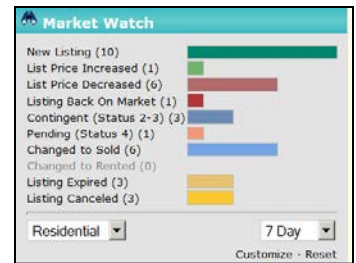 Market Watch
New Listing (10)
List Price Increased (1)
List Price Decreased (6)
Listing Back On Market (1)
Contingent (Status 2-3) (3)
Pending (Status 4) (1)
Changed to Sold (6)
Changed to Rented (0)
Listing Expired (3)
Listing Canceled (3)
Residential 7 Day
Customize - Reset